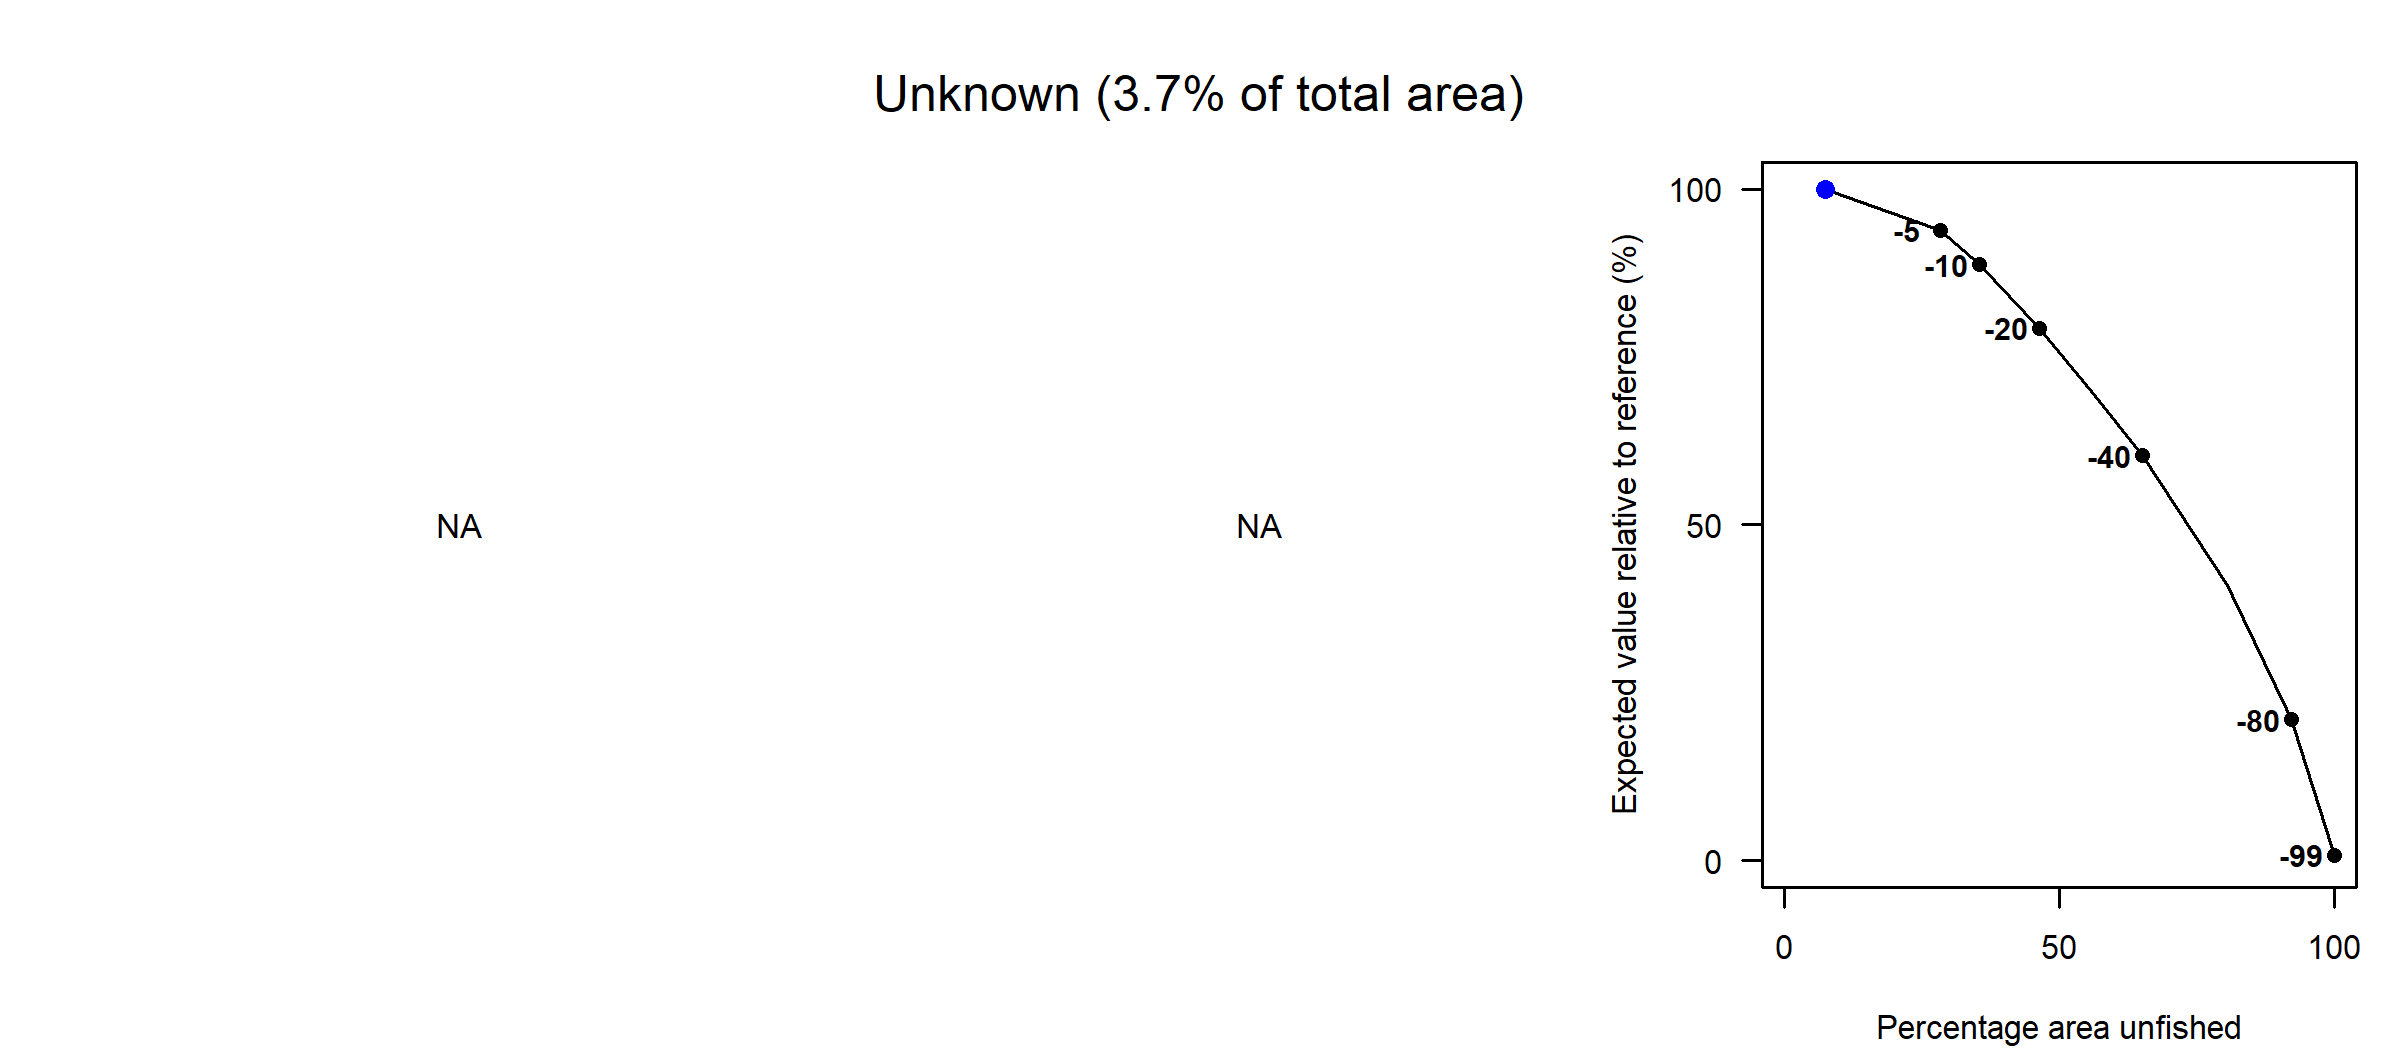 Unknown (3.7% of total area)
NA
NA
Expected value relative to reference (%)
100
50
0
-5
-10
-20
-40
-80
-99
0
50
100
Percentage area unfished